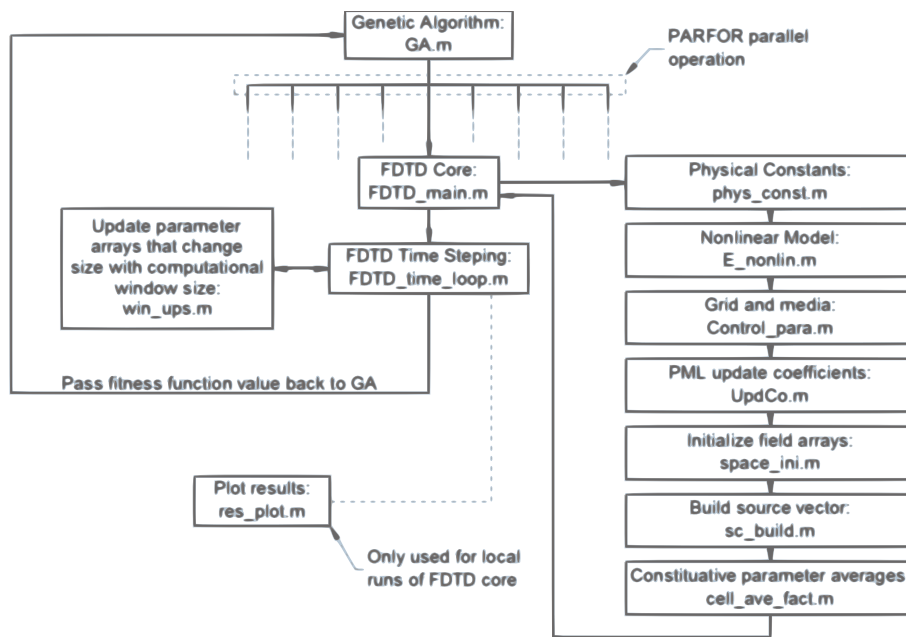 Genetic Algorithm:
GA.m
PARFOR parallel
operation
FDTD Core:
FDTD_main.m
Physical Constants:
phys_const.m
Update parameter
arrays that change
size with computational
window size:
win_ups.m
FDTD Time Steping:
FDTD_time_loop.m
Nonlinear Model:
E_nonlin.m
Grid and media:
Control_para.m
Pass fitness function value back to GA
PML update coefficients:
UpdCo.m
Initialize field arrays:
space_ini.m
Plot results:
res_plot.m
Build source vector:
sc_build.m
Only used for local
runs of FDTD core
Constituative parameter averages:
cell_ave_fact.m